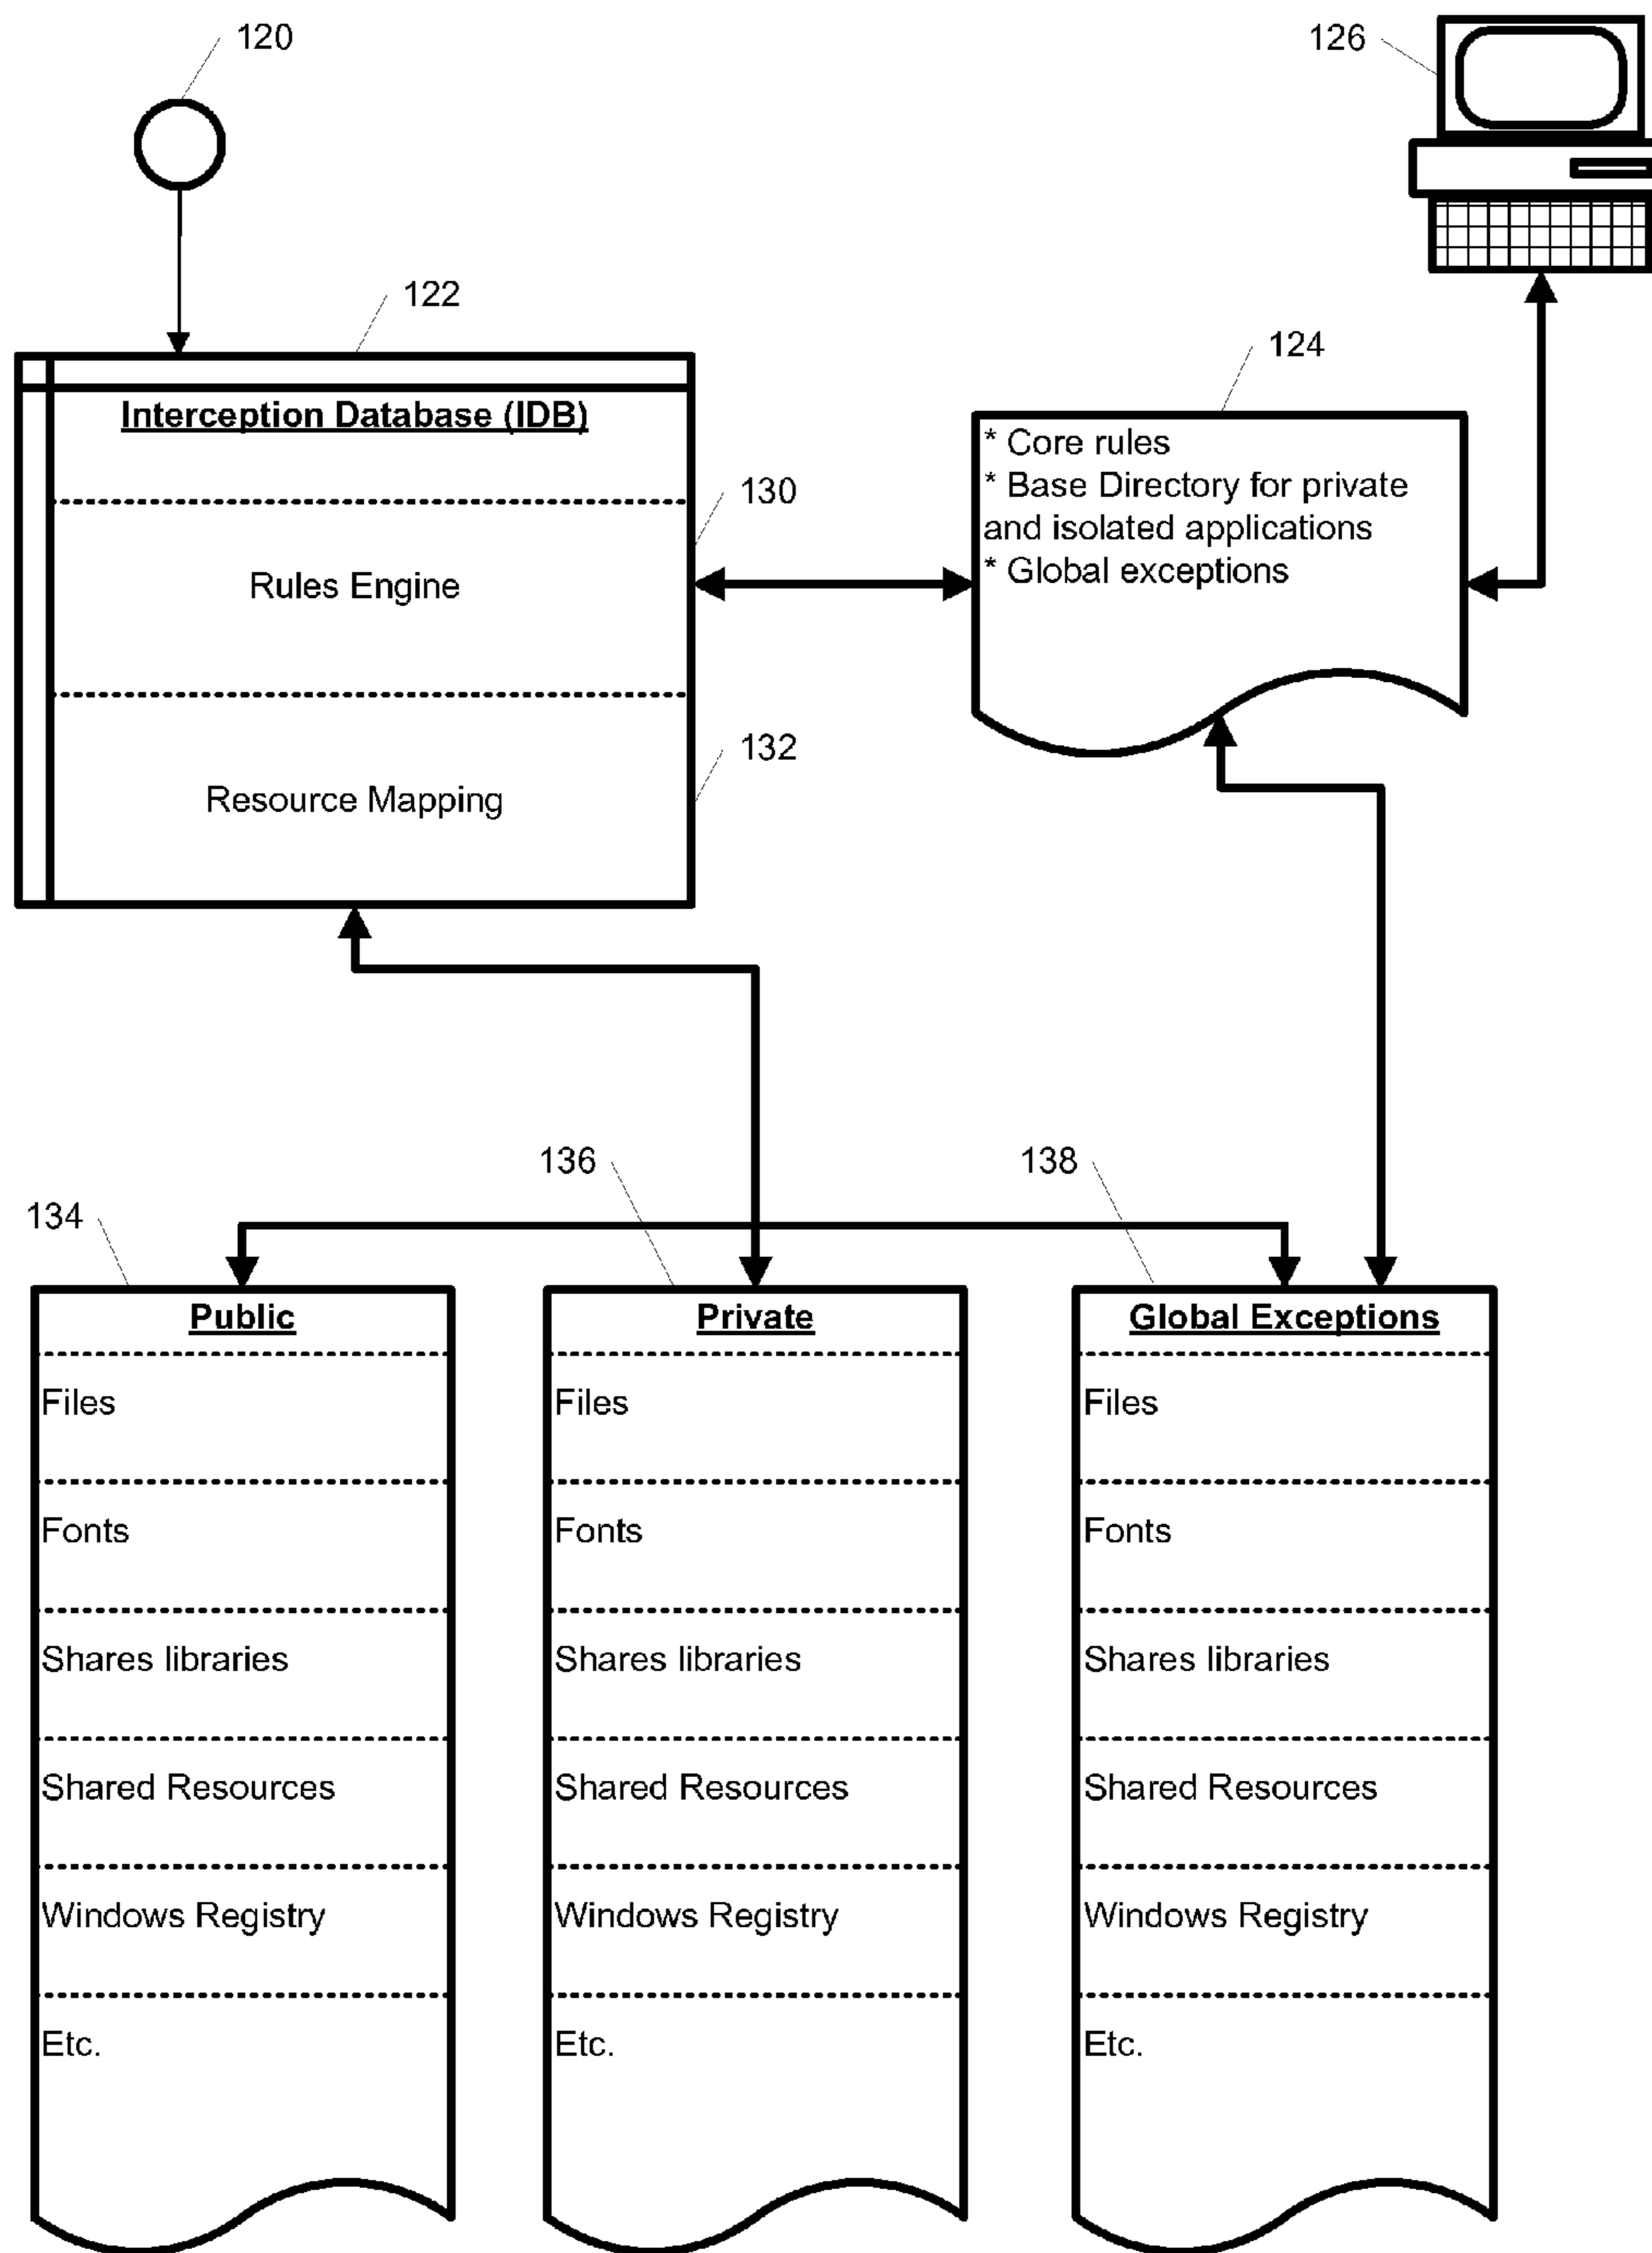 120
126
122
124
Interception Database (IDB)
* Core rules
* Base Directory for private
and isolated applications
* Global exceptions
130
Rules Engine
132
Resource Mapping
136
138
134
Public
Files
Fonts
Shares libraries
Shared Resources
Windows Registry
Etc.
Private
Files
Fonts
Shares libraries
Shared Resources
Windows Registry
Etc.
Global Exceptions
Files
Fonts
Shares libraries
Shared Resources
Windows Registry
Etc.